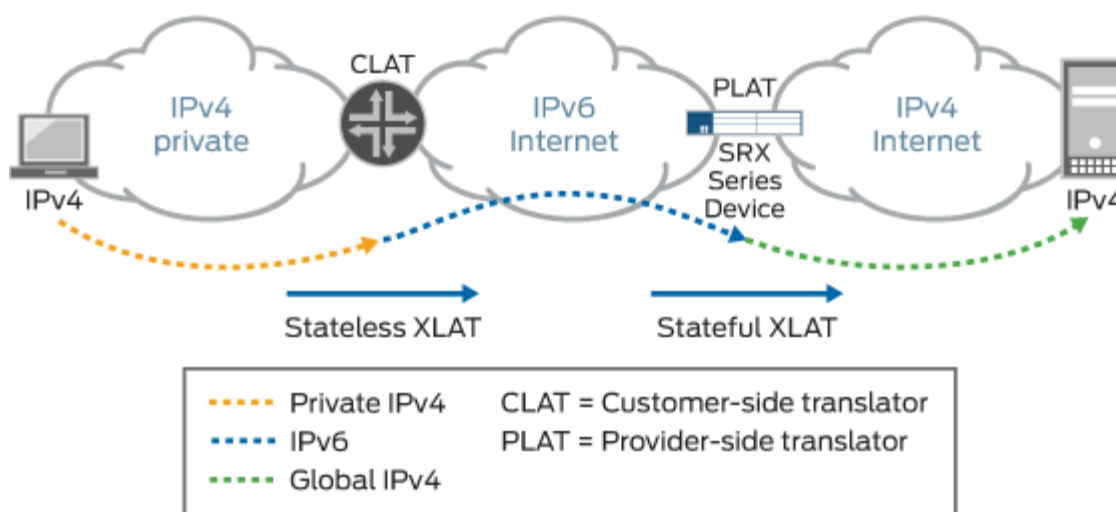 CLAT
IPv4
private
IPv6
Internet
PLAT
SRX
Series
Device
IPv4
Internet
IPv4
IPv4
Stateless XLAT
Stateful XLAT
Private IPv4
IPv6
Global IPv4
CLAT = Customer-side translator
PLAT = Provider-side translator